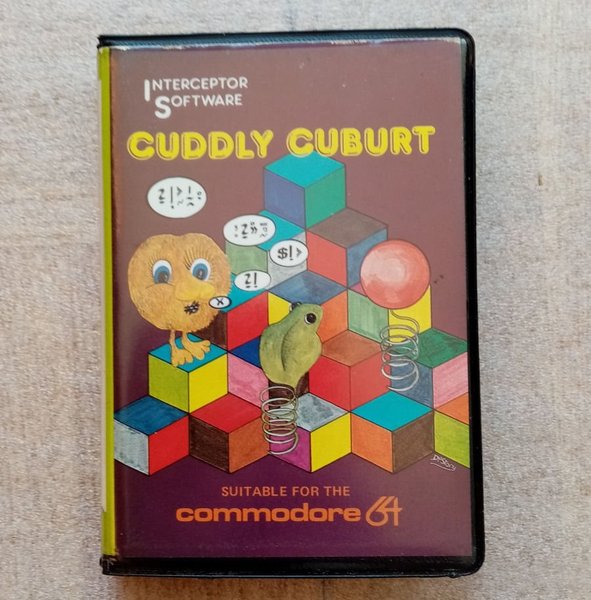 INTERCEPTOR
SOFTWARE
CUDDLY CUBURT
$!?
X
SUITABLE FOR THE
commodore 64